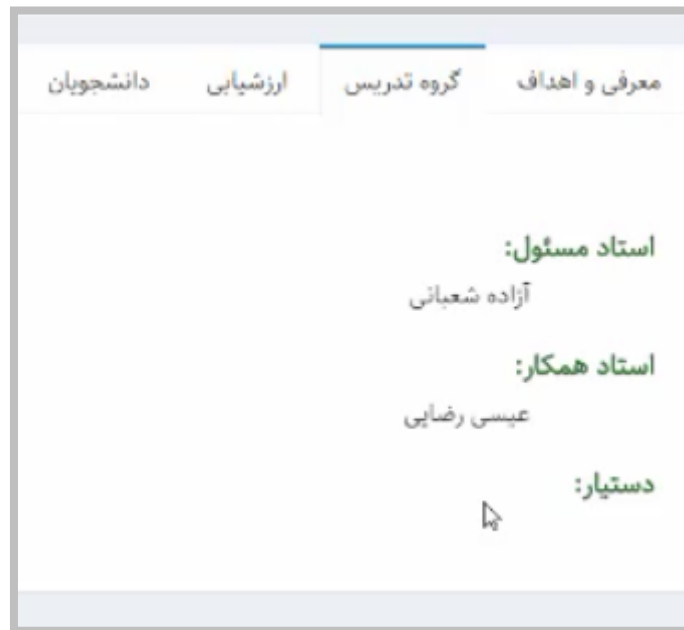 معرفی و اهداف گروه تدریس ارزشیابی دانشجویان
استاد مسئول:
آزاده شعبانی
استاد همکار:
عیسی رضایی
دستیار: